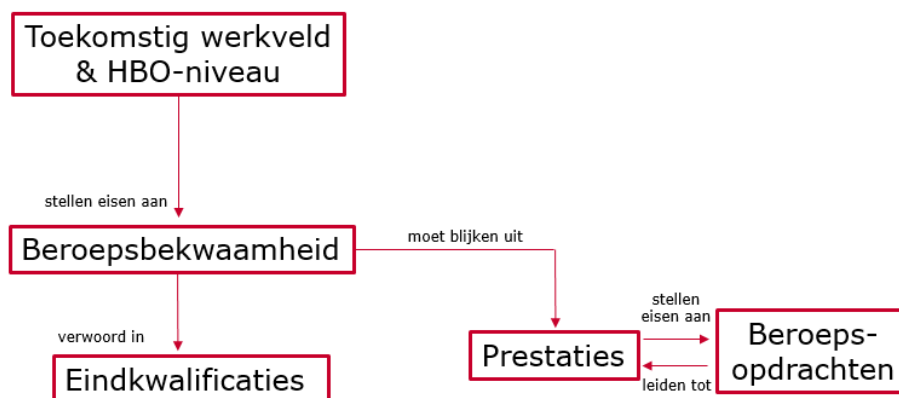 Toekomstig werkveld
& HBO-niveau
stellen eisen aan
Beroepsbekwaamheid
moet blijken uit
verwoord in
Eindkwalificaties
Prestaties
stellen
eisen aan
leiden tot
Beroeps-
opdrachten